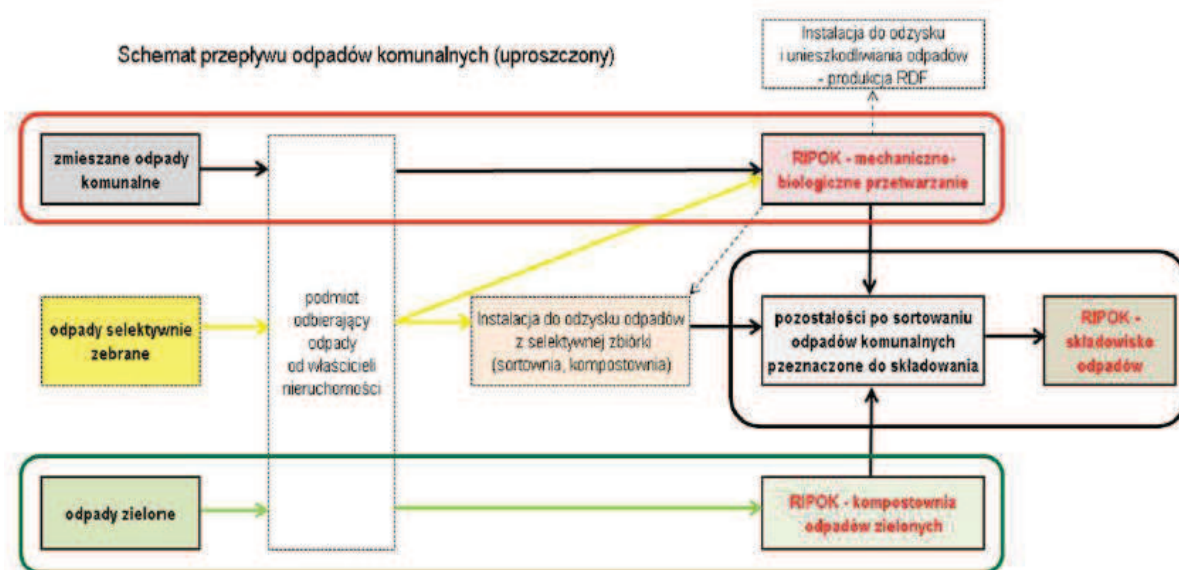 Schemat przepływu odpadów komunalnych (uproszczony)
Instalacja do odzysku
i unieszkodliwiania odpadów
- produkcja RDF
zmieszane odpady
komunalne
RIPOK - mechaniczno-
biologiczne przetwarzanie
odpady selektywnie
zebrane
podmiot
odbierający
odpady
od właścicieli
nieruchomości
Instalacja do odzysku odpadów
z selektywnej zbiórki
(sortownia, kompostownia)
pozostałości po sortowaniu
odpadów komunalnych
pzeznaczone do składowania
RIPOK -
składowisko
odpadów
odpady zielone
RIPOK - kompostownia
odpadów zielonych